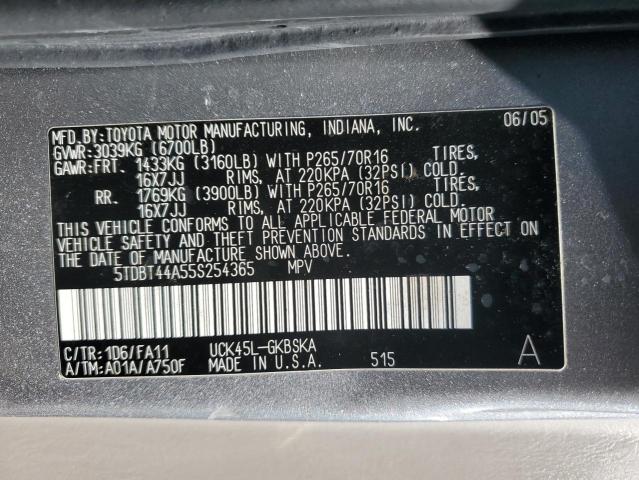 MFD. BY: TOYOTA MOTOR MANUFACTURING, INDIANA, INC. 06/05
GVWR: 3039KG (6700LB)
GAWR: FRT. 1433KG (3160LB) WITH P265/70R16 TIRES,
16X7JJ RIMS, AT 220KPA (32PSI) COLD.
RR. 1769KG (3900LB) WITH P265/70R16 TIRES,
16X7JJ RIMS, AT 220KPA (32PSI) COLD.
THIS VEHICLE CONFORMS TO ALL APPLICABLE FEDERAL MOTOR
VEHICLE SAFETY AND THEFT PREVENTION STANDARDS IN EFFECT ON
THE DATE OF MANUFACTURE SHOWN ABOVE.
5TDBT44A55S254365 MPV
C/TR: 1D6/FA11 UCK45L-GKBSKA
A/TM: A01A/A750F MADE IN U.S.A. 515 A